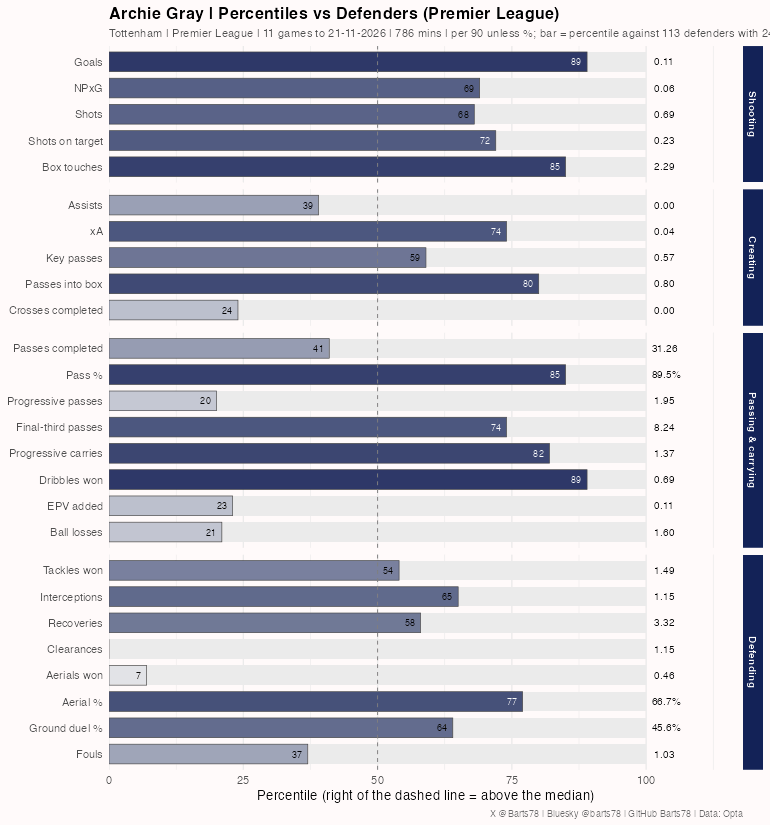 Archie Gray | Percentiles vs Defenders (Premier League)
Tottenham | Premier League | 11 games to 21-11-2026 | 786 mins | per 90 unless %; bar = percentile against 113 defenders with 24
Goals 89 0.11
NPxG 69 0.06
Shots 68 0.69
Shots on target 72 0.23
Box touches 85 2.29
Shooting
Assists 39 0.00
xA 74 0.04
Key passes 59 0.57
Passes into box 80 0.80
Crosses completed 24 0.00
Creating
Passes completed 41 31.26
Pass % 85 89.5%
Progressive passes 20 1.95
Final-third passes 74 8.24
Progressive carries 82 1.37
Dribbles won 89 0.69
EPV added 23 0.11
Ball losses 21 1.60
Passing & carrying
Tackles won 54 1.49
Interceptions 65 1.15
Recoveries 58 3.32
Clearances 1.15
Aerials won 7 0.46
Aerial % 77 66.7%
Ground duel % 64 45.6%
Fouls 37 1.03
Defending
0 25 50 75 100
Percentile (right of the dashed line = above the median)
X @Barts78 | Bluesky @barts78 | GitHub Barts78 | Data: Opta